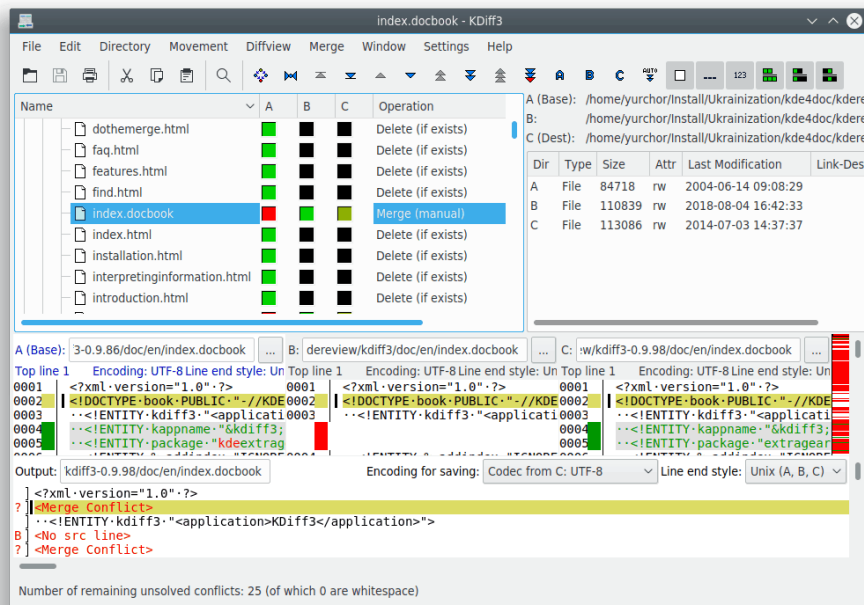 index.docbook - KDiff3
File Edit Directory Movement Diffview Merge Window Settings Help
A B C AUTO 123
Name A B C Operation
dothemerge.html Delete (if exists)
faq.html Delete (if exists)
features.html Delete (if exists)
find.html Delete (if exists)
index.docbook Merge (manual)
index.html Delete (if exists)
installation.html Delete (if exists)
interpretinginformation.html Delete (if exists)
introduction.html Delete (if exists)
A (Base): /home/yurchor/Install/Ukrainization/kde4doc/kdere
B: /home/yurchor/Install/Ukrainization/kde4doc/kdere
C (Dest): /home/yurchor/Install/Ukrainization/kde4doc/kdere
Dir Type Size Attr Last Modification Link-Des
A File 84718 rw 2004-06-14 09:08:29
B File 110839 rw 2018-08-04 16:42:33
C File 113086 rw 2014-07-03 14:37:37
A (Base): 3-0.9.86/doc/en/index.docbook ... B: dereview/kdiff3/doc/en/index.docbook ... C: :w/kdiff3-0.9.98/doc/en/index.docbook ...
Top line 1 Encoding: UTF-8 Line end style: Un Top line 1 Encoding: UTF-8 Line end style: Un Top line 1 Encoding: UTF-8 Line end style: Un
0001 <?xml·version="1.0"·?> 0001 <?xml·version="1.0"·?> 0001 <?xml·version="1.0"·?>
0002 <!DOCTYPE·book·PUBLIC·"-//KDE 0002 <!DOCTYPE·book·PUBLIC·"-//KDE 0002 <!DOCTYPE·book·PUBLIC·"-//KDE
0003 ··<!ENTITY·kdiff3·"<applicati 0003 ··<!ENTITY·kdiff3·"<applicati 0003 ··<!ENTITY·kdiff3·"<applicati
0004 ··<!ENTITY·kappname·"&kdiff3; 0004 ··<!ENTITY·kappname·"&kdiff3;
0005 ··<!ENTITY·package·"kdeextrag 0005 ··<!ENTITY·package·"extragear
Output: 'kdiff3-0.9.98/doc/en/index.docbook Encoding for saving: Codec from C: UTF-8 Line end style: Unix (A, B, C)
] <?xml·version="1.0"·?>
? ] <Merge Conflict>
] ··<!ENTITY·kdiff3·"<application>KDiff3</application>">
B ] <No src line>
? ] <Merge Conflict>
Number of remaining unsolved conflicts: 25 (of which 0 are whitespace)